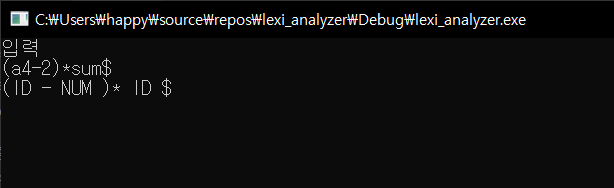 C:₩Users₩happy₩source₩repos₩lexi_analyzer₩Debug₩lexi_analyzer.exe
입력
(a4-2)*sum$
(ID - NUM )* ID $